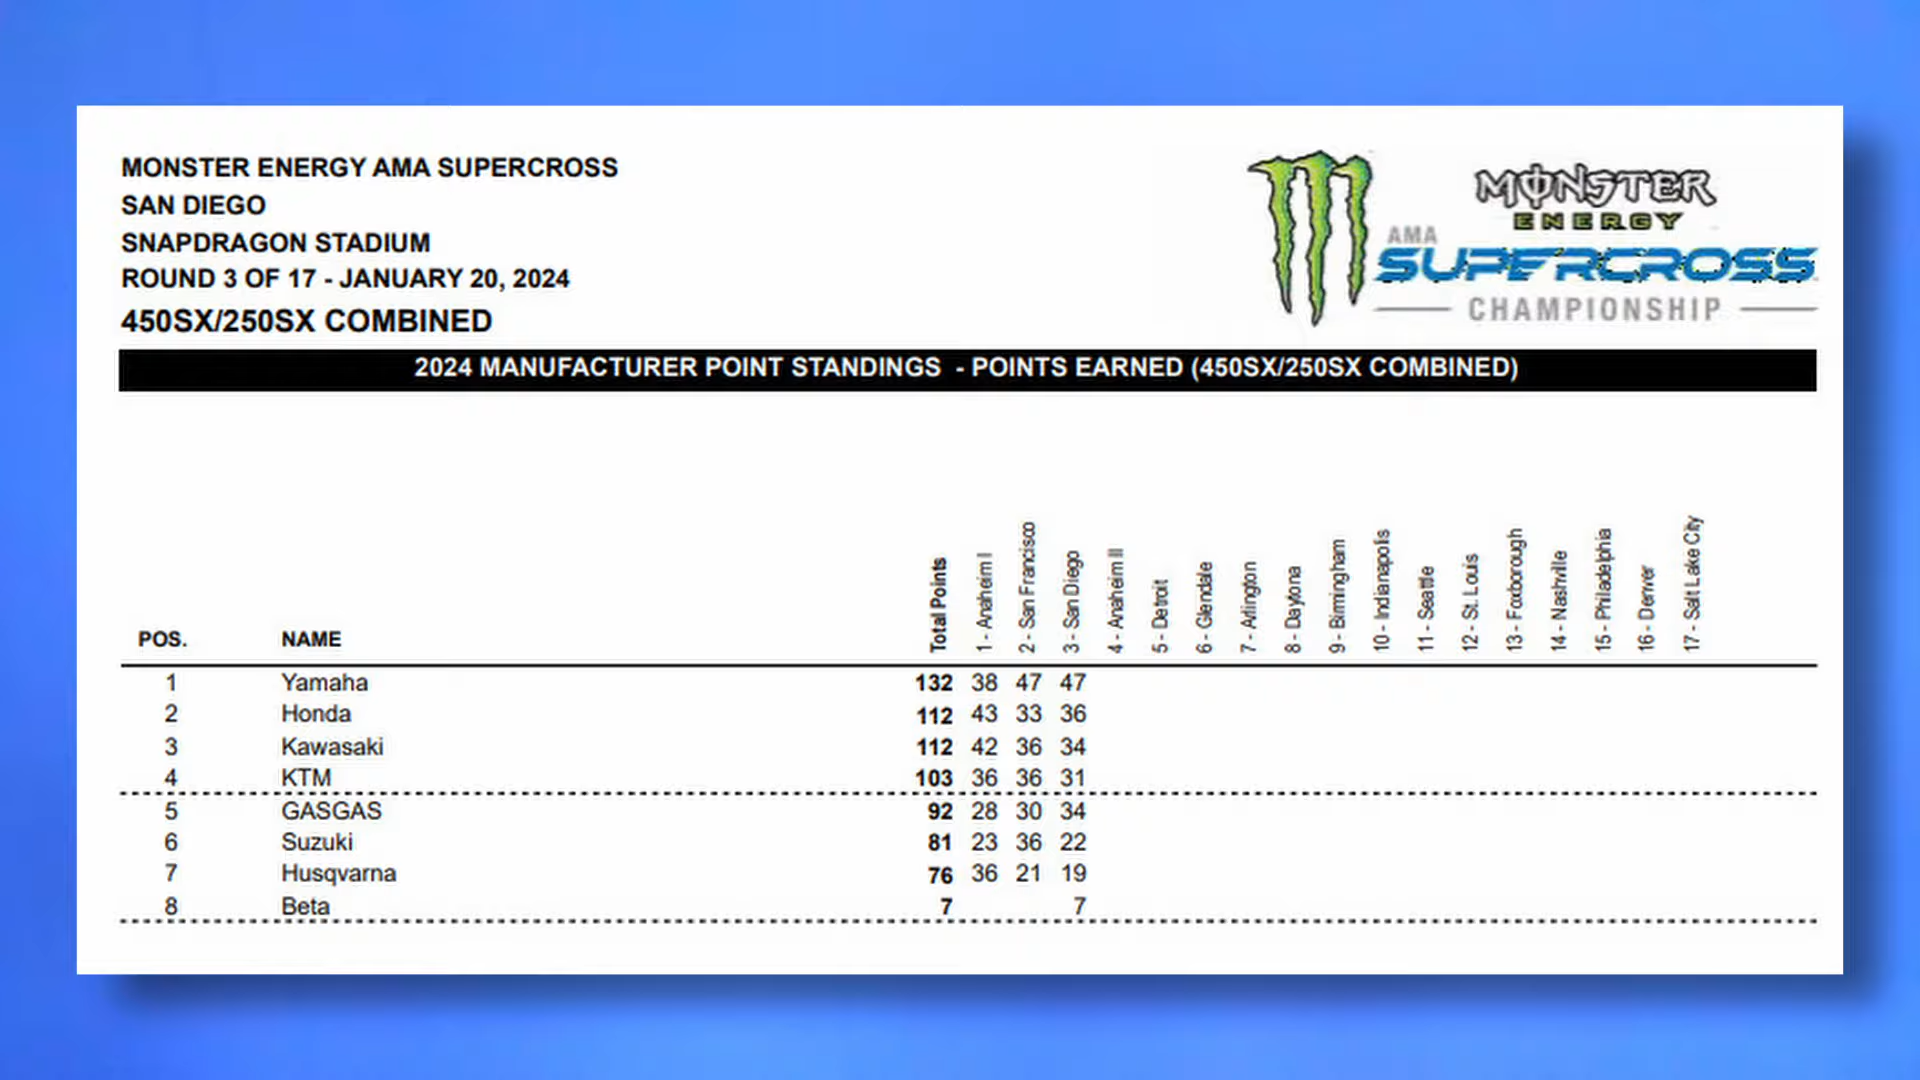 MONSTER ENERGY AMA SUPERCROSS
SAN DIEGO
SNAPDRAGON STADIUM
ROUND 3 OF 17 - JANUARY 20, 2024
450SX/250SX COMBINED
MONSTER
ENERGY
AMA
SUPERCROSS
CHAMPIONSHIP
2024 MANUFACTURER POINT STANDINGS - POINTS EARNED (450SX/250SX COMBINED)
POS. NAME Total Points 1 - Anaheim I 2 - San Francisco 3 - San Diego 4 - Anaheim II 5 - Detroit 6 - Glendale 7 - Arlington 8 - Daytona 9 - Birmingham 10 - Indianapolis 11 - Seattle 12 - St. Louis 13 - Foxborough 14 - Nashville 15 - Philadelphia 16 - Denver 17 - Salt Lake City
1 Yamaha 132 38 47 47
2 Honda 112 43 33 36
3 Kawasaki 112 42 36 34
4 KTM 103 36 36 31
5 GASGAS 92 28 30 34
6 Suzuki 81 23 36 22
7 Husqvarna 76 36 21 19
8 Beta 7 7